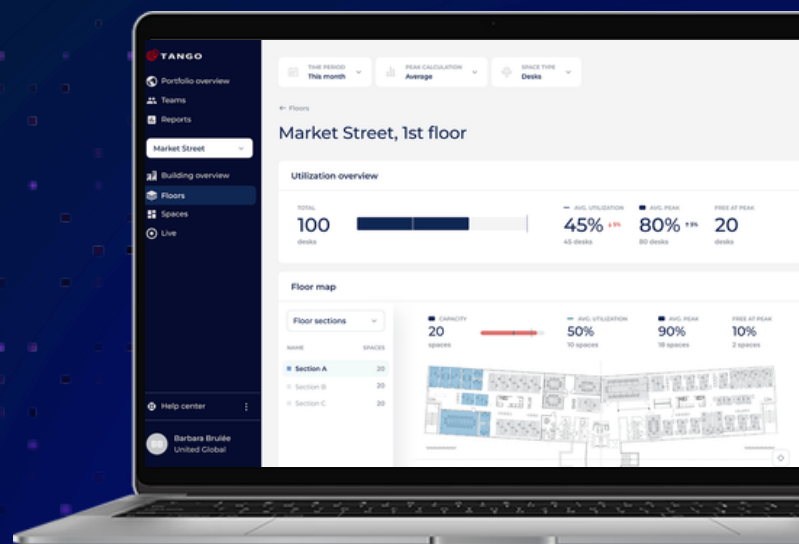 TANGO
Portfolio overview
Teams
Reports
Market Street
Building overview
Floors
Spaces
Live
Help center
BB
Barbara Brulée
United Global
TIME PERIOD
This month
PEAK CALCULATION
Average
SPACE TYPE
Desks
← Floors
Market Street, 1st floor
Utilization overview
TOTAL
100
desks
AVG. UTILIZATION
45% 5%
45 desks
AVG. PEAK
80% 5%
80 desks
FREE AT PEAK
20
desks
Floor map
Floor sections
NAME SPACES
Section A 20
Section B 20
Section C 20
CAPACITY
20
spaces
AVG. UTILIZATION
50%
10 spaces
AVG. PEAK
90%
18 spaces
FREE AT PEAK
10%
2 spaces